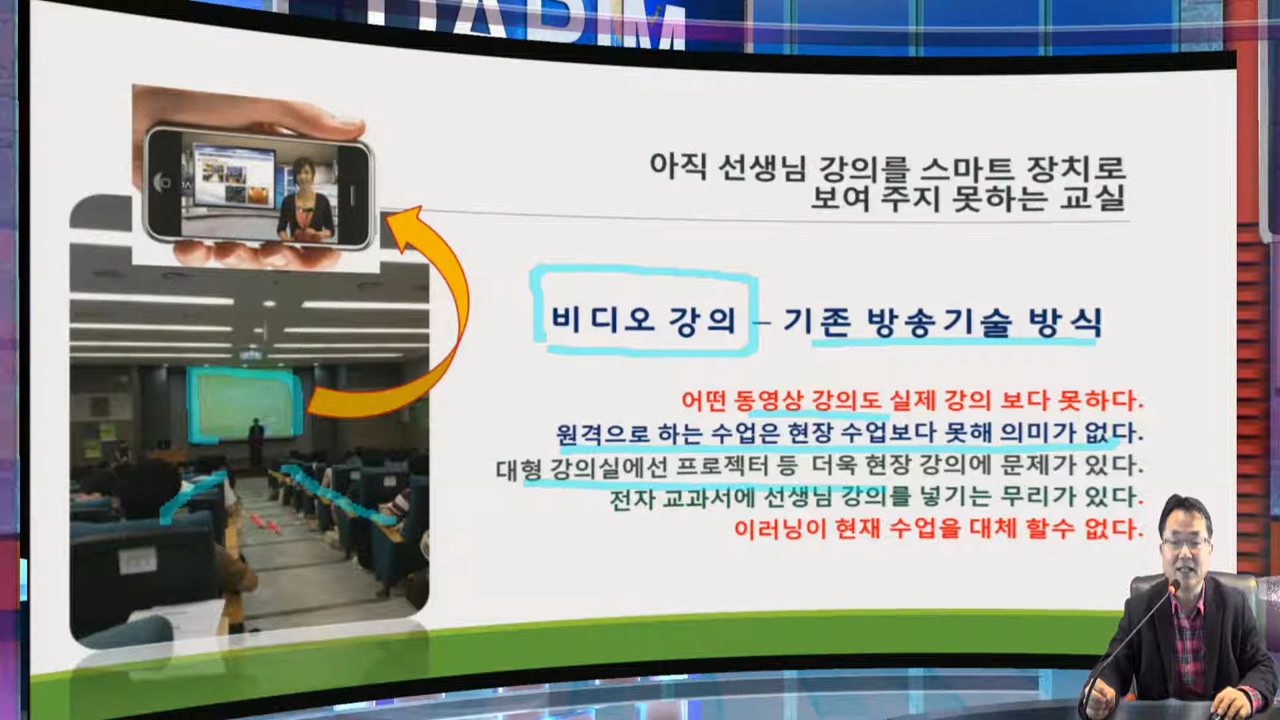 아직 선생님 강의를 스마트 장치로
보여 주지 못하는 교실
비디오 강의 – 기존 방송기술 방식
어떤 동영상 강의도 실제 강의 보다 못하다.
원격으로 하는 수업은 현장 수업보다 못해 의미가 없다.
대형 강의실에선 프로젝터 등 더욱 현장 강의에 문제가 있다.
전자 교과서에 선생님 강의를 넣기는 무리가 있다.
이러닝이 현재 수업을 대체 할수 없다.